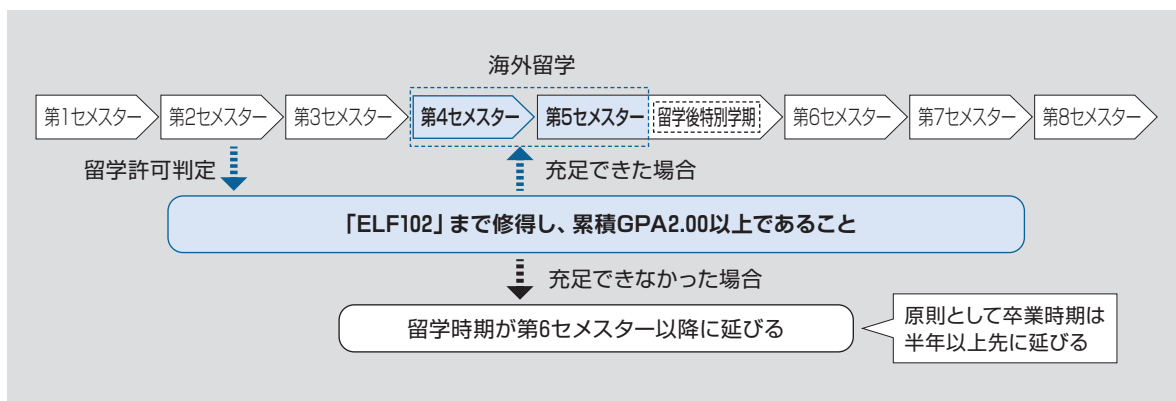 海外留学
第1セメスター
第2セメスター
第3セメスター
第4セメスター
第5セメスター
留学後特別学期
第6セメスター
第7セメスター
第8セメスター
留学許可判定
充足できた場合
「ELF102」まで修得し、累積GPA2.00以上であること
充足できなかった場合
留学時期が第6セメスター以降に延びる
原則として卒業時期は
半年以上先に延びる